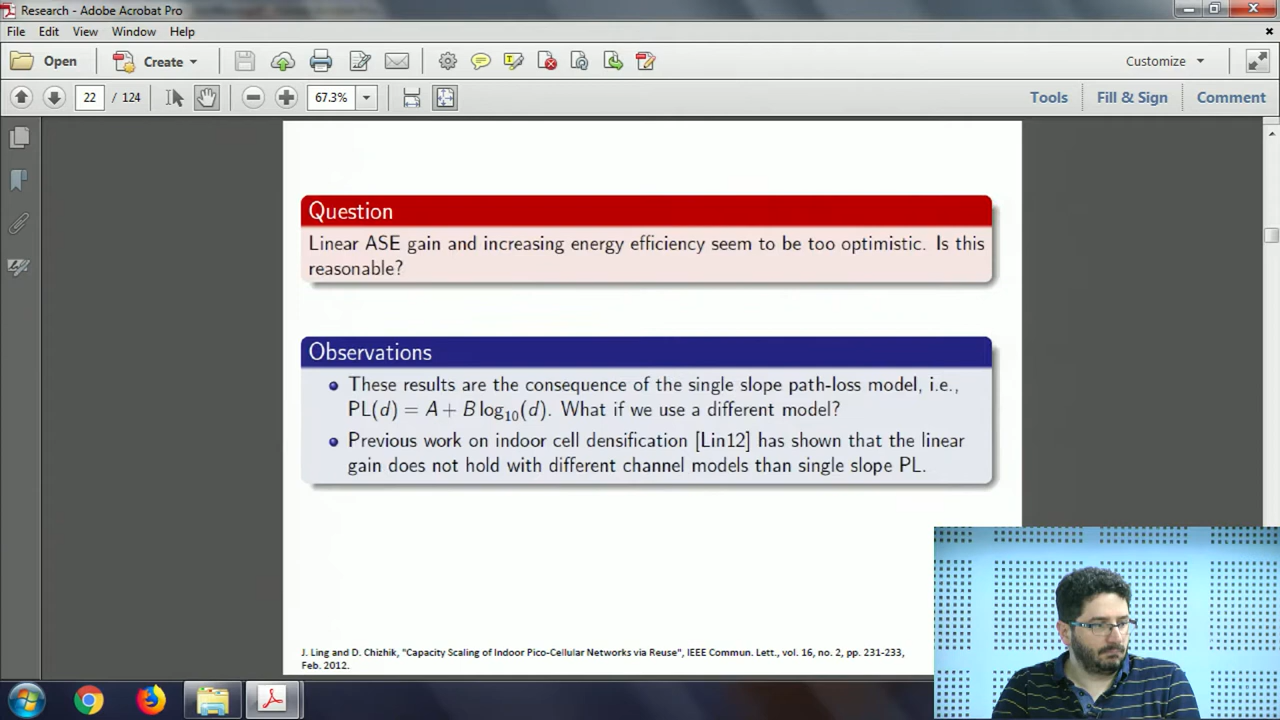 Research - Adobe Acrobat Pro
File Edit View Window Help
Open Create Customize
22 / 124 67.3% Tools Fill & Sign Comment
Question
Linear ASE gain and increasing energy efficiency seem to be too optimistic. Is this
reasonable?
Observations
These results are the consequence of the single slope path-loss model, i.e.,
PL(d) = A + B log₁₀(d). What if we use a different model?
Previous work on indoor cell densification [Lin12] has shown that the linear
gain does not hold with different channel models than single slope PL.
J. Ling and D. Chizhik, "Capacity Scaling of Indoor Pico-Cellular Networks via Reuse", IEEE Commun. Lett., vol. 16, no. 2, pp. 231-233,
Feb. 2012.